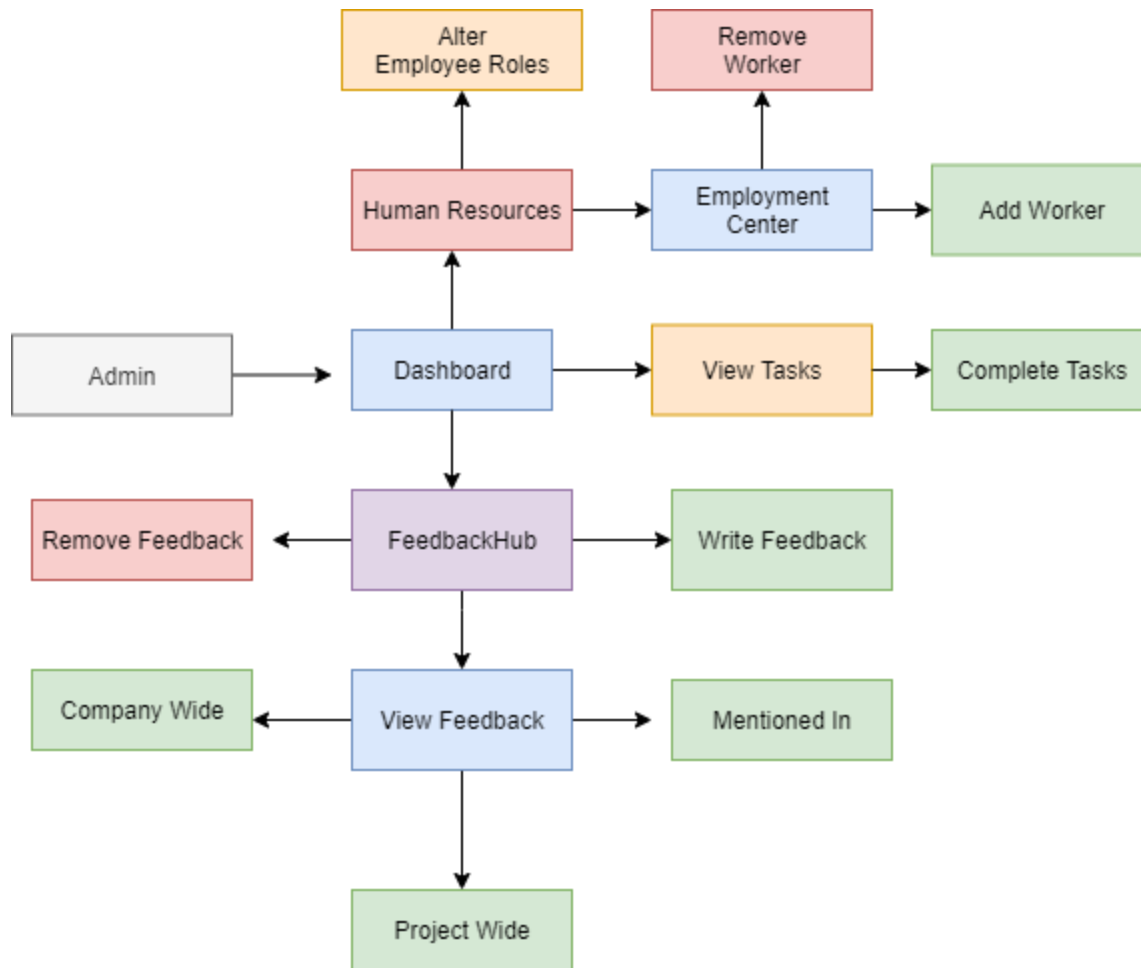 Alter
Employee Roles
Remove
Worker
Human Resources
Employment
Center
Add Worker
Admin
Dashboard
View Tasks
Complete Tasks
Remove Feedback
FeedbackHub
Write Feedback
Company Wide
View Feedback
Mentioned In
Project Wide